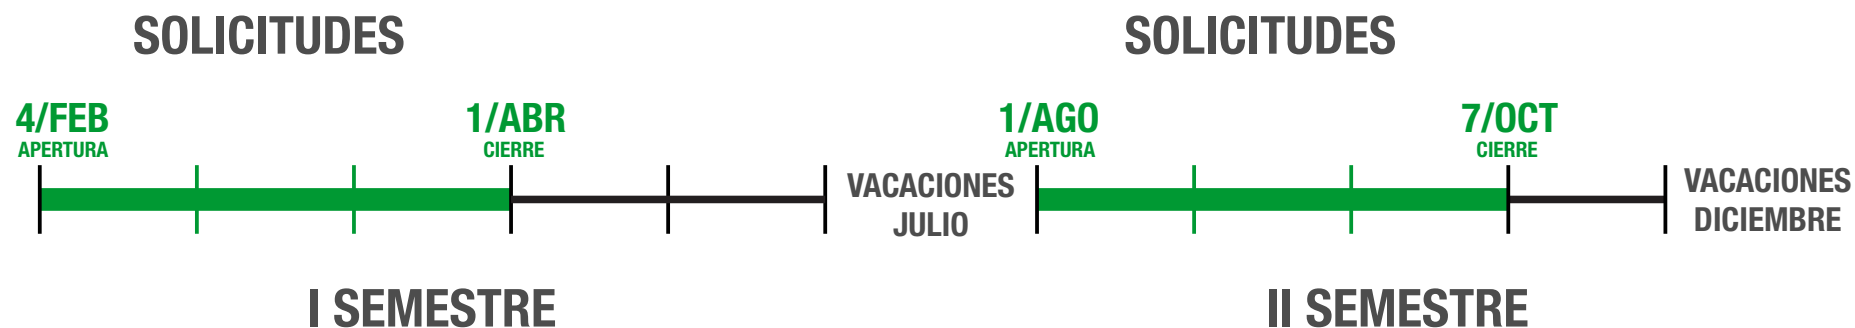 SOLICITUDES
4/FEB
APERTURA
1/ABR
CIERRE
VACACIONES
JULIO
I SEMESTRE
SOLICITUDES
1/AGO
APERTURA
7/OCT
CIERRE
VACACIONES
DICIEMBRE
II SEMESTRE